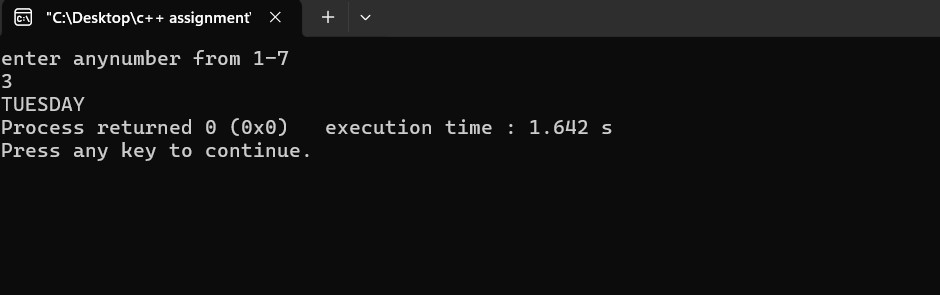 "C:\Desktop\c++ assignment'
enter anynumber from 1-7
3
TUESDAY
Process returned 0 (0x0)   execution time : 1.642 s
Press any key to continue.